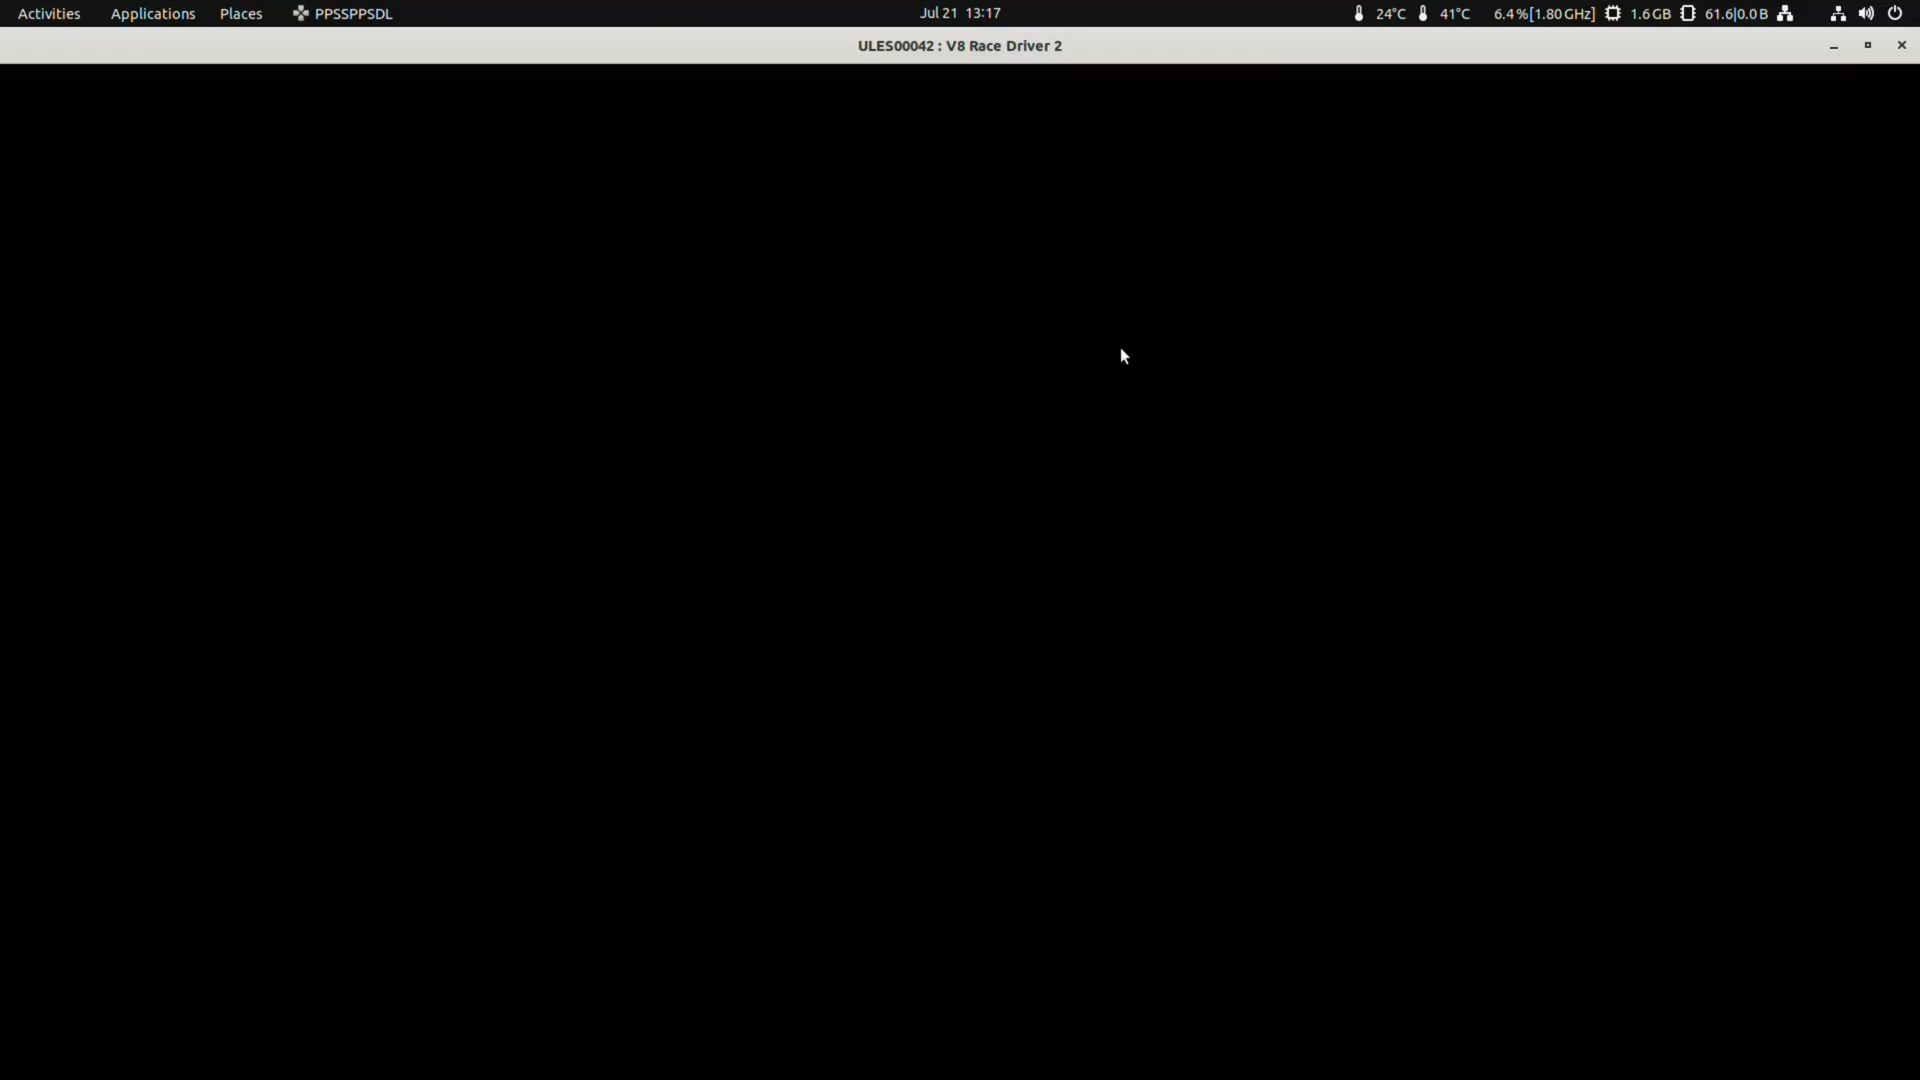 Activities Applications Places PPSSPPSDL Jul 21 13:17 24°C 41°C 6.4%[1.80GHz] 1.6GB 61.6|0.0B
ULES00042 : V8 Race Driver 2